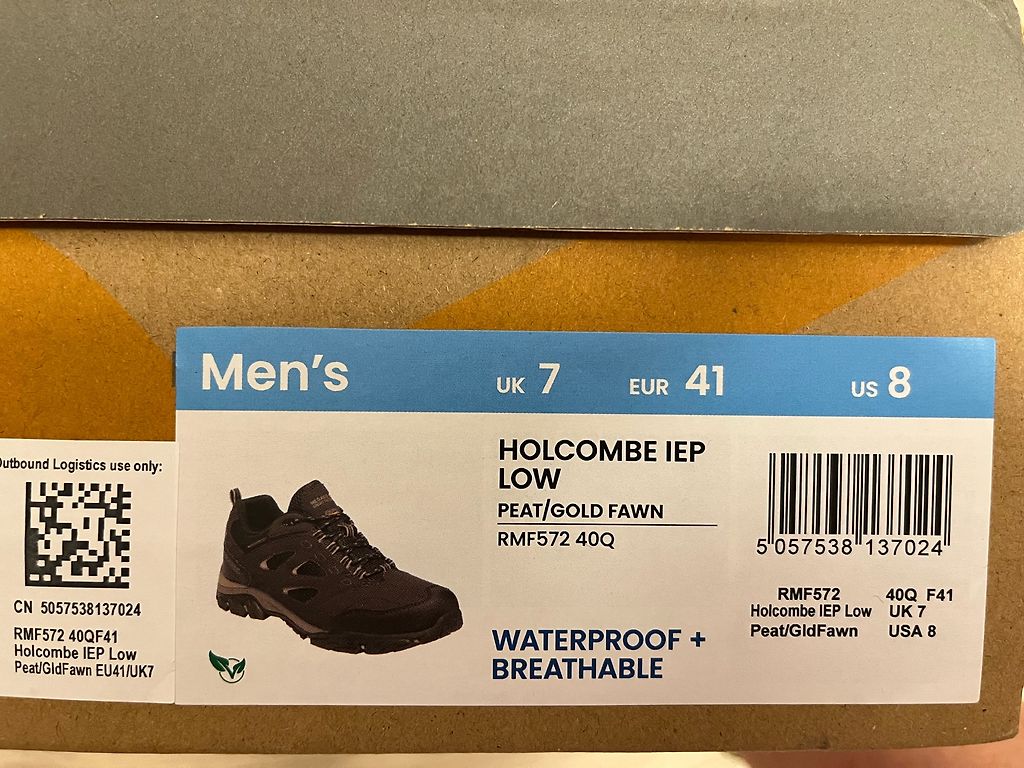 Men's
UK 7 EUR 41 US 8
HOLCOMBE IEP
LOW
PEAT/GOLD FAWN
RMF572 40Q
WATERPROOF +
BREATHABLE
5 057538 137024
RMF572 40Q F41
Holcombe IEP Low UK 7
Peat/GldFawn USA 8
Outbound Logistics use only:
CN 5057538137024
RMF572 40QF41
Holcombe IEP Low
Peat/GldFawn EU41/UK7